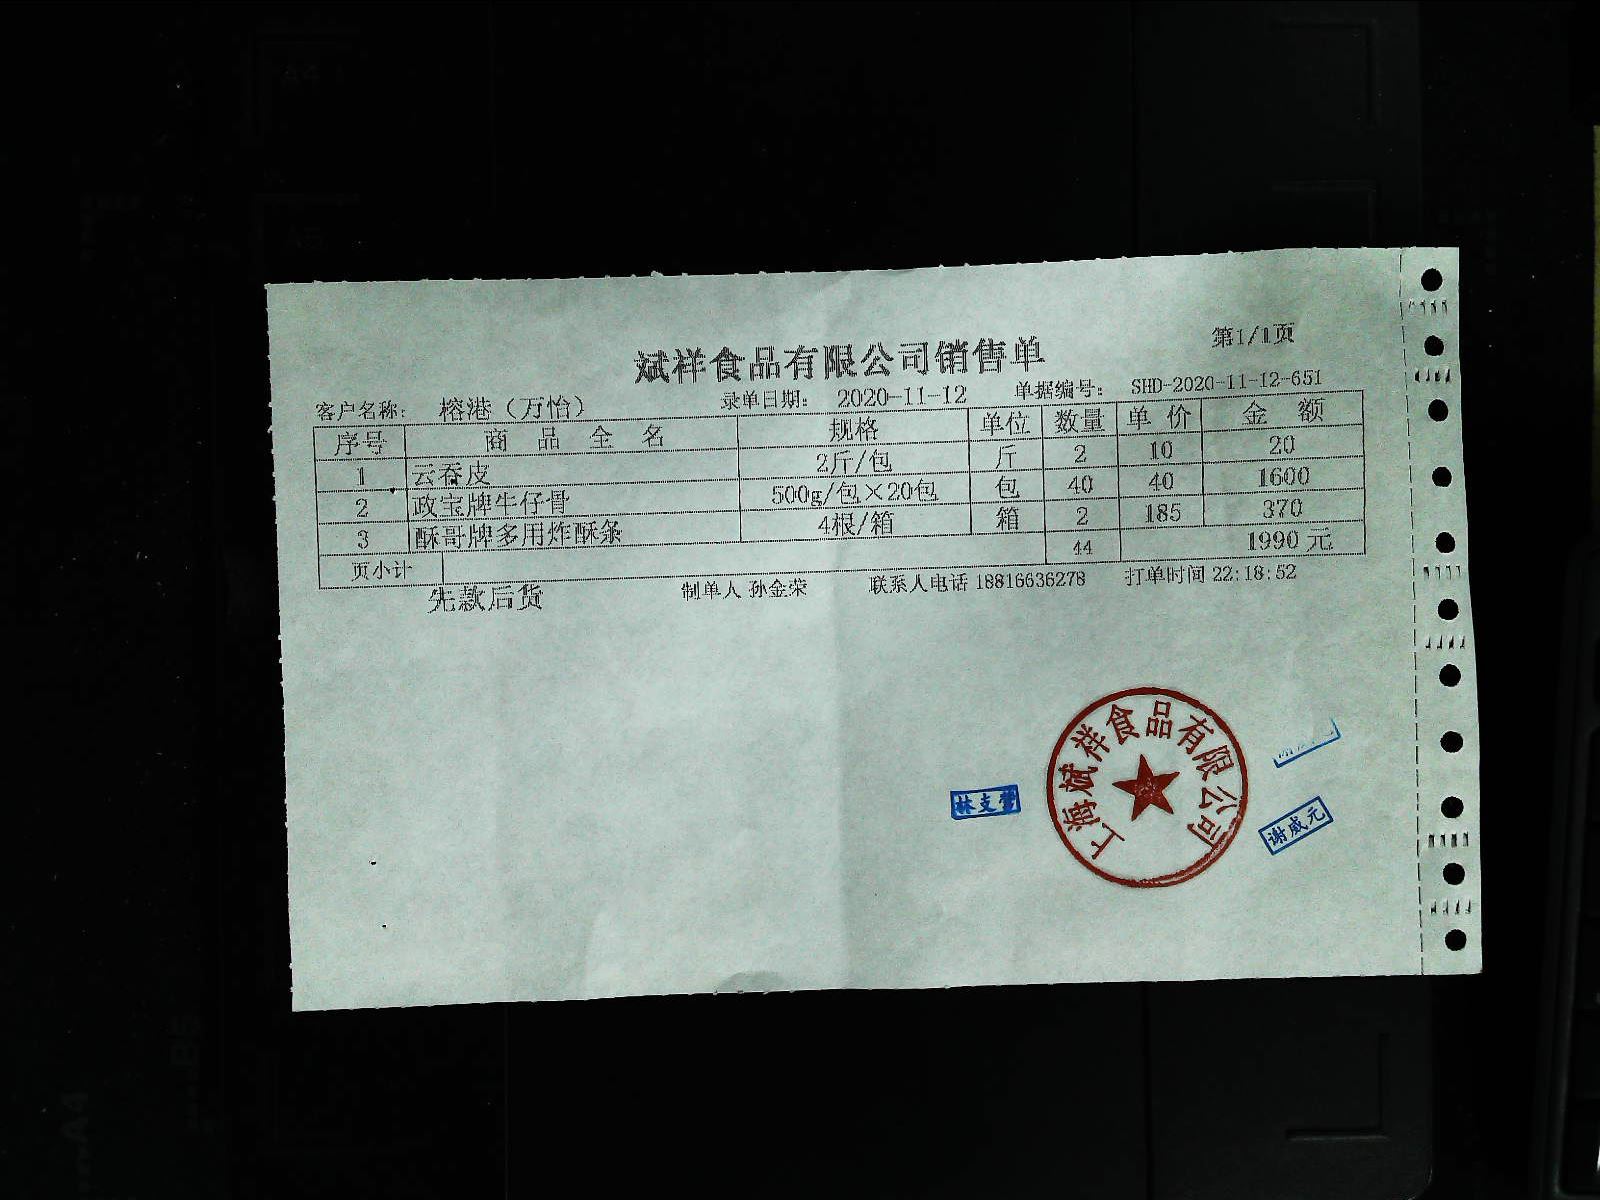 第1/1页
斌祥食品有限公司销售单
客户名称： 榕港（万怡） 录单日期： 2020-11-12 单据编号： SHD-2020-11-12-651
序号 商品全名 规格 单位 数量 单价 金额
1 云吞皮 2斤/包 斤 2 10 20
2 政宝牌牛仔骨 500g/包×20包 包 40 40 1600
3 酥哥牌多用炸酥条 4根/箱 箱 2 185 370
页小计 44 1990 元
先款后货 制单人 孙金荣 联系人电话 18816636278 打单时间 22:18:52
上海斌祥食品有限公司
林支
谢威元